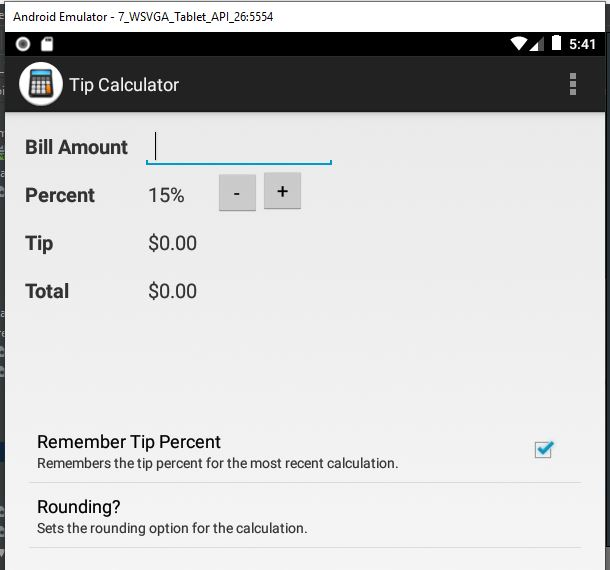 Android Emulator - 7_WSVGA_Tablet_API_26:5554
5:41
Tip Calculator
Bill Amount
Percent 15% - +
Tip $0.00
Total $0.00
Remember Tip Percent
Remembers the tip percent for the most recent calculation.
Rounding?
Sets the rounding option for the calculation.